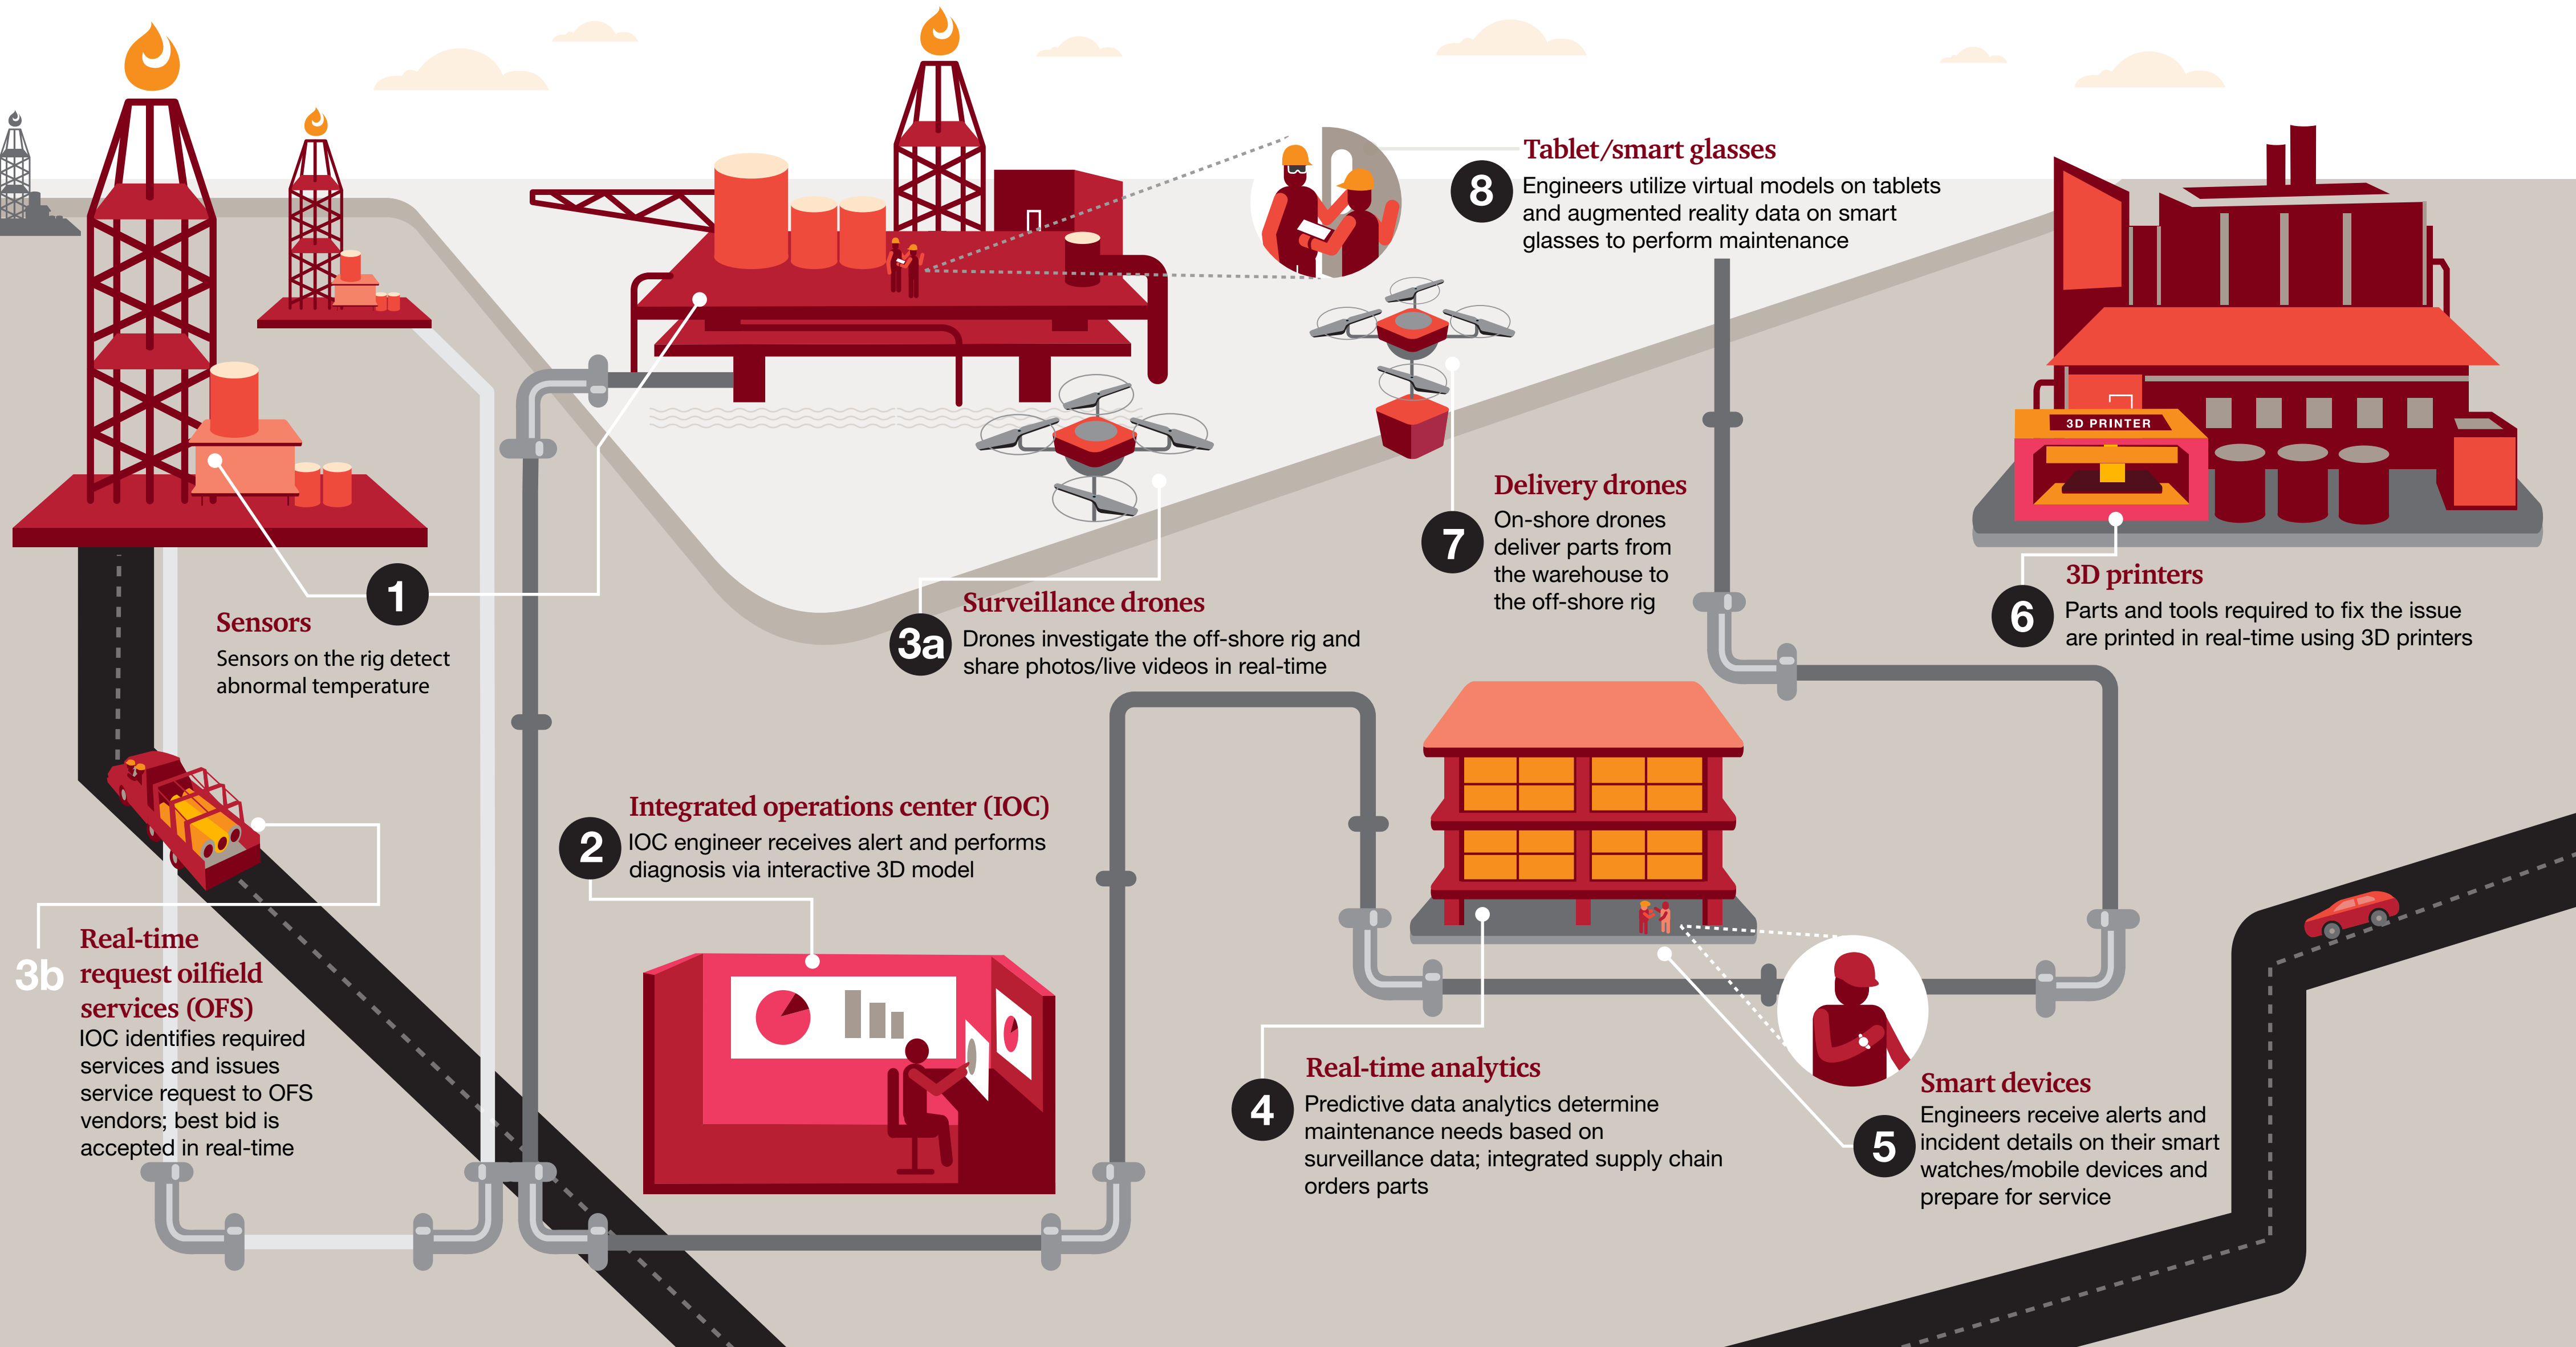 1
Sensors
Sensors on the rig detect
abnormal temperature
2
Integrated operations center (IOC)
IOC engineer receives alert and performs
diagnosis via interactive 3D model
3a
Surveillance drones
Drones investigate the off-shore rig and
share photos/live videos in real-time
3b
Real-time
request oilfield
services (OFS)
IOC identifies required
services and issues
service request to OFS
vendors; best bid is
accepted in real-time
4
Real-time analytics
Predictive data analytics determine
maintenance needs based on
surveillance data; integrated supply chain
orders parts
5
Smart devices
Engineers receive alerts and
incident details on their smart
watches/mobile devices and
prepare for service
3D PRINTER
6
3D printers
Parts and tools required to fix the issue
are printed in real-time using 3D printers
7
Delivery drones
On-shore drones
deliver parts from
the warehouse to
the off-shore rig
8
Tablet/smart glasses
Engineers utilize virtual models on tablets
and augmented reality data on smart
glasses to perform maintenance